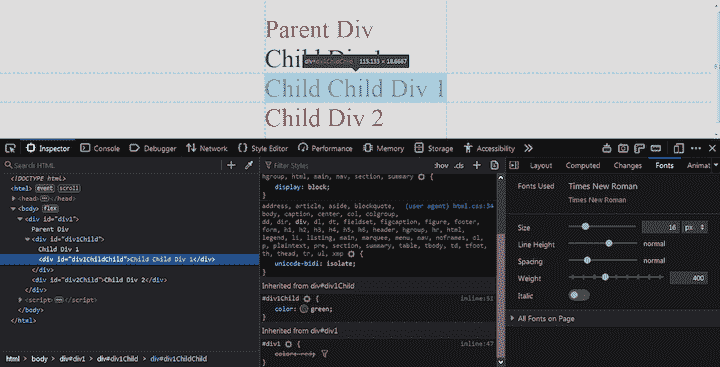 Parent Div
Child Div 1
div#div1ChildChild | 115.133 × 18.6667
Child Child Div 1
Child Div 2
Inspector
Console
Debugger
Network
Style Editor
Performance
Memory
Storage
Accessibility
Search HTML
<!DOCTYPE html>
<html> event scroll
<head> </head>
<body> flex
<div id="div1">
Parent Div
<div id="div1Child">
Child Div 1
<div id="div1ChildChild">Child Child Div 1</div>
</div>
<div id="div2Child">Child Div 2</div>
</div>
<script> </script>
</body>
</html>
html > body > div#div1 > div#div1Child > div#div1ChildChild
Filter Styles
:hov .cls
hgroup, html, main, nav, section, summary {
display: block;
}
address, article, aside, blockquote, (user agent) html.css:54
body, caption, center, col, colgroup,
dd, dir, div, dl, dt, fieldset, figcaption, figure, footer,
form, h1, h2, h3, h4, h5, h6, header, hgroup, hr, html,
legend, li, listing, main, marquee, menu, nav, noframes, ol,
p, plaintext, pre, section, summary, table, tbody, td, tfoot,
th, thead, tr, ul, xmp {
unicode-bidi: isolate;
}
Inherited from div#div1Child
#div1Child { inline:51
color: green;
}
Inherited from div#div1
#div1 { inline:47
color: red;
}
Layout
Computed
Changes
Fonts
Animat
Fonts Used
Times New Roman
Times New Roman
Size
16
px
Line Height
normal
Spacing
normal
Weight
400
Italic
All Fonts on Page